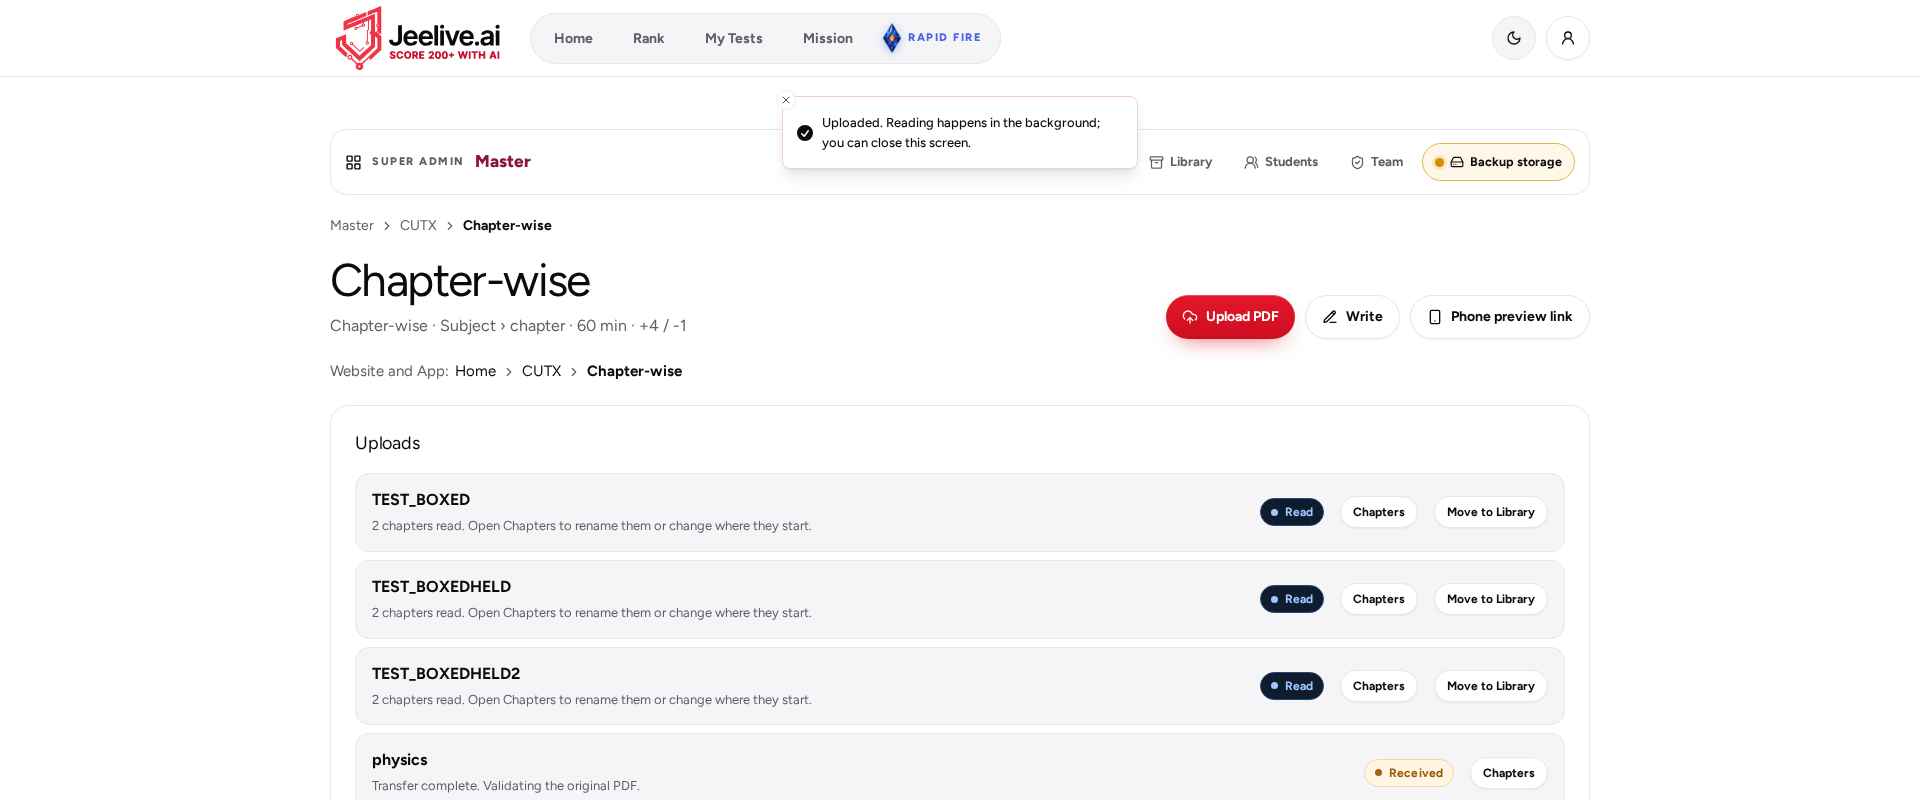 Jeelive.ai
SCORE 200+ WITH AI
Home
Rank
My Tests
Mission
RAPID FIRE
Uploaded. Reading happens in the background;
you can close this screen.
SUPER ADMIN Master
Library
Students
Team
Backup storage
Master > CUTX > Chapter-wise
Chapter-wise
Chapter-wise · Subject › chapter · 60 min · +4 / -1
Upload PDF
Write
Phone preview link
Website and App: Home > CUTX > Chapter-wise
Uploads
TEST_BOXED
2 chapters read. Open Chapters to rename them or change where they start.
Read
Chapters
Move to Library
TEST_BOXEDHELD
2 chapters read. Open Chapters to rename them or change where they start.
Read
Chapters
Move to Library
TEST_BOXEDHELD2
2 chapters read. Open Chapters to rename them or change where they start.
Read
Chapters
Move to Library
physics
Transfer complete. Validating the original PDF.
Received
Chapters